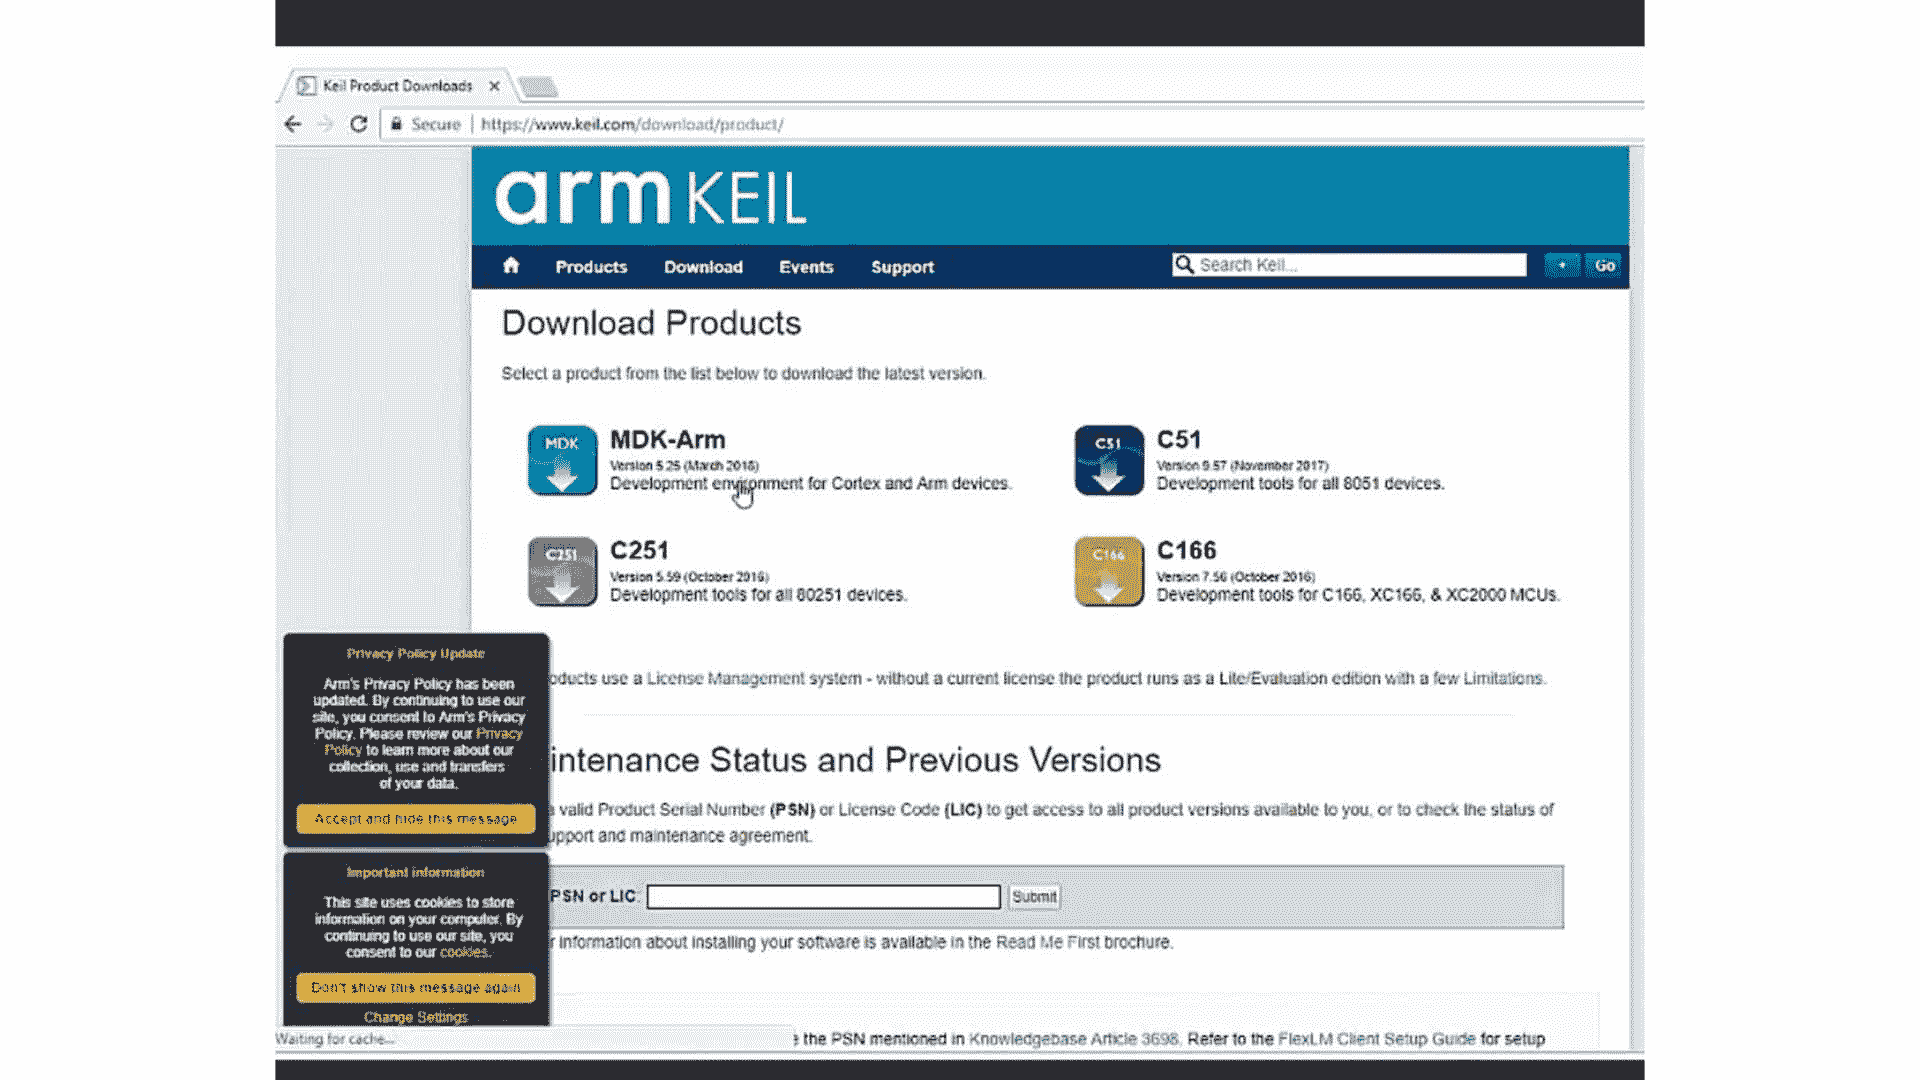 Keil Product Downloads
Secure
https://www.keil.com/download/product/
arm KEIL
Products Download Events Support
Search Keil...
Go
Download Products
Select a product from the list below to download the latest version.
MDK
MDK-Arm
Version 5.25 (March 2018)
Development environment for Cortex and Arm devices.
C51
C51
Version 9.57 (November 2017)
Development tools for all 8051 devices.
C251
C251
Version 5.59 (October 2016)
Development tools for all 80251 devices.
C166
C166
Version 7.56 (October 2016)
Development tools for C166, XC166, & XC2000 MCUs.
oducts use a License Management system - without a current license the product runs as a Lite/Evaluation edition with a few Limitations.
intenance Status and Previous Versions
valid Product Serial Number (PSN) or License Code (LIC) to get access to all product versions available to you, or to check the status of
upport and maintenance agreement.
PSN or LIC:
Submit
r information about installing your software is available in the Read Me First brochure.
the PSN mentioned in Knowledgebase Article 3698. Refer to the FlexLM Client Setup Guide for setup
Privacy Policy Update
Arm's Privacy Policy has been
updated. By continuing to use our
site, you consent to Arm's Privacy
Policy. Please review our Privacy
Policy to learn more about our
collection, use and transfers
of your data.
Accept and hide this message
Important information
This site uses cookies to store
information on your computer. By
continuing to use our site, you
consent to our cookies.
Don't show this message again
Change Settings
Waiting for cache...